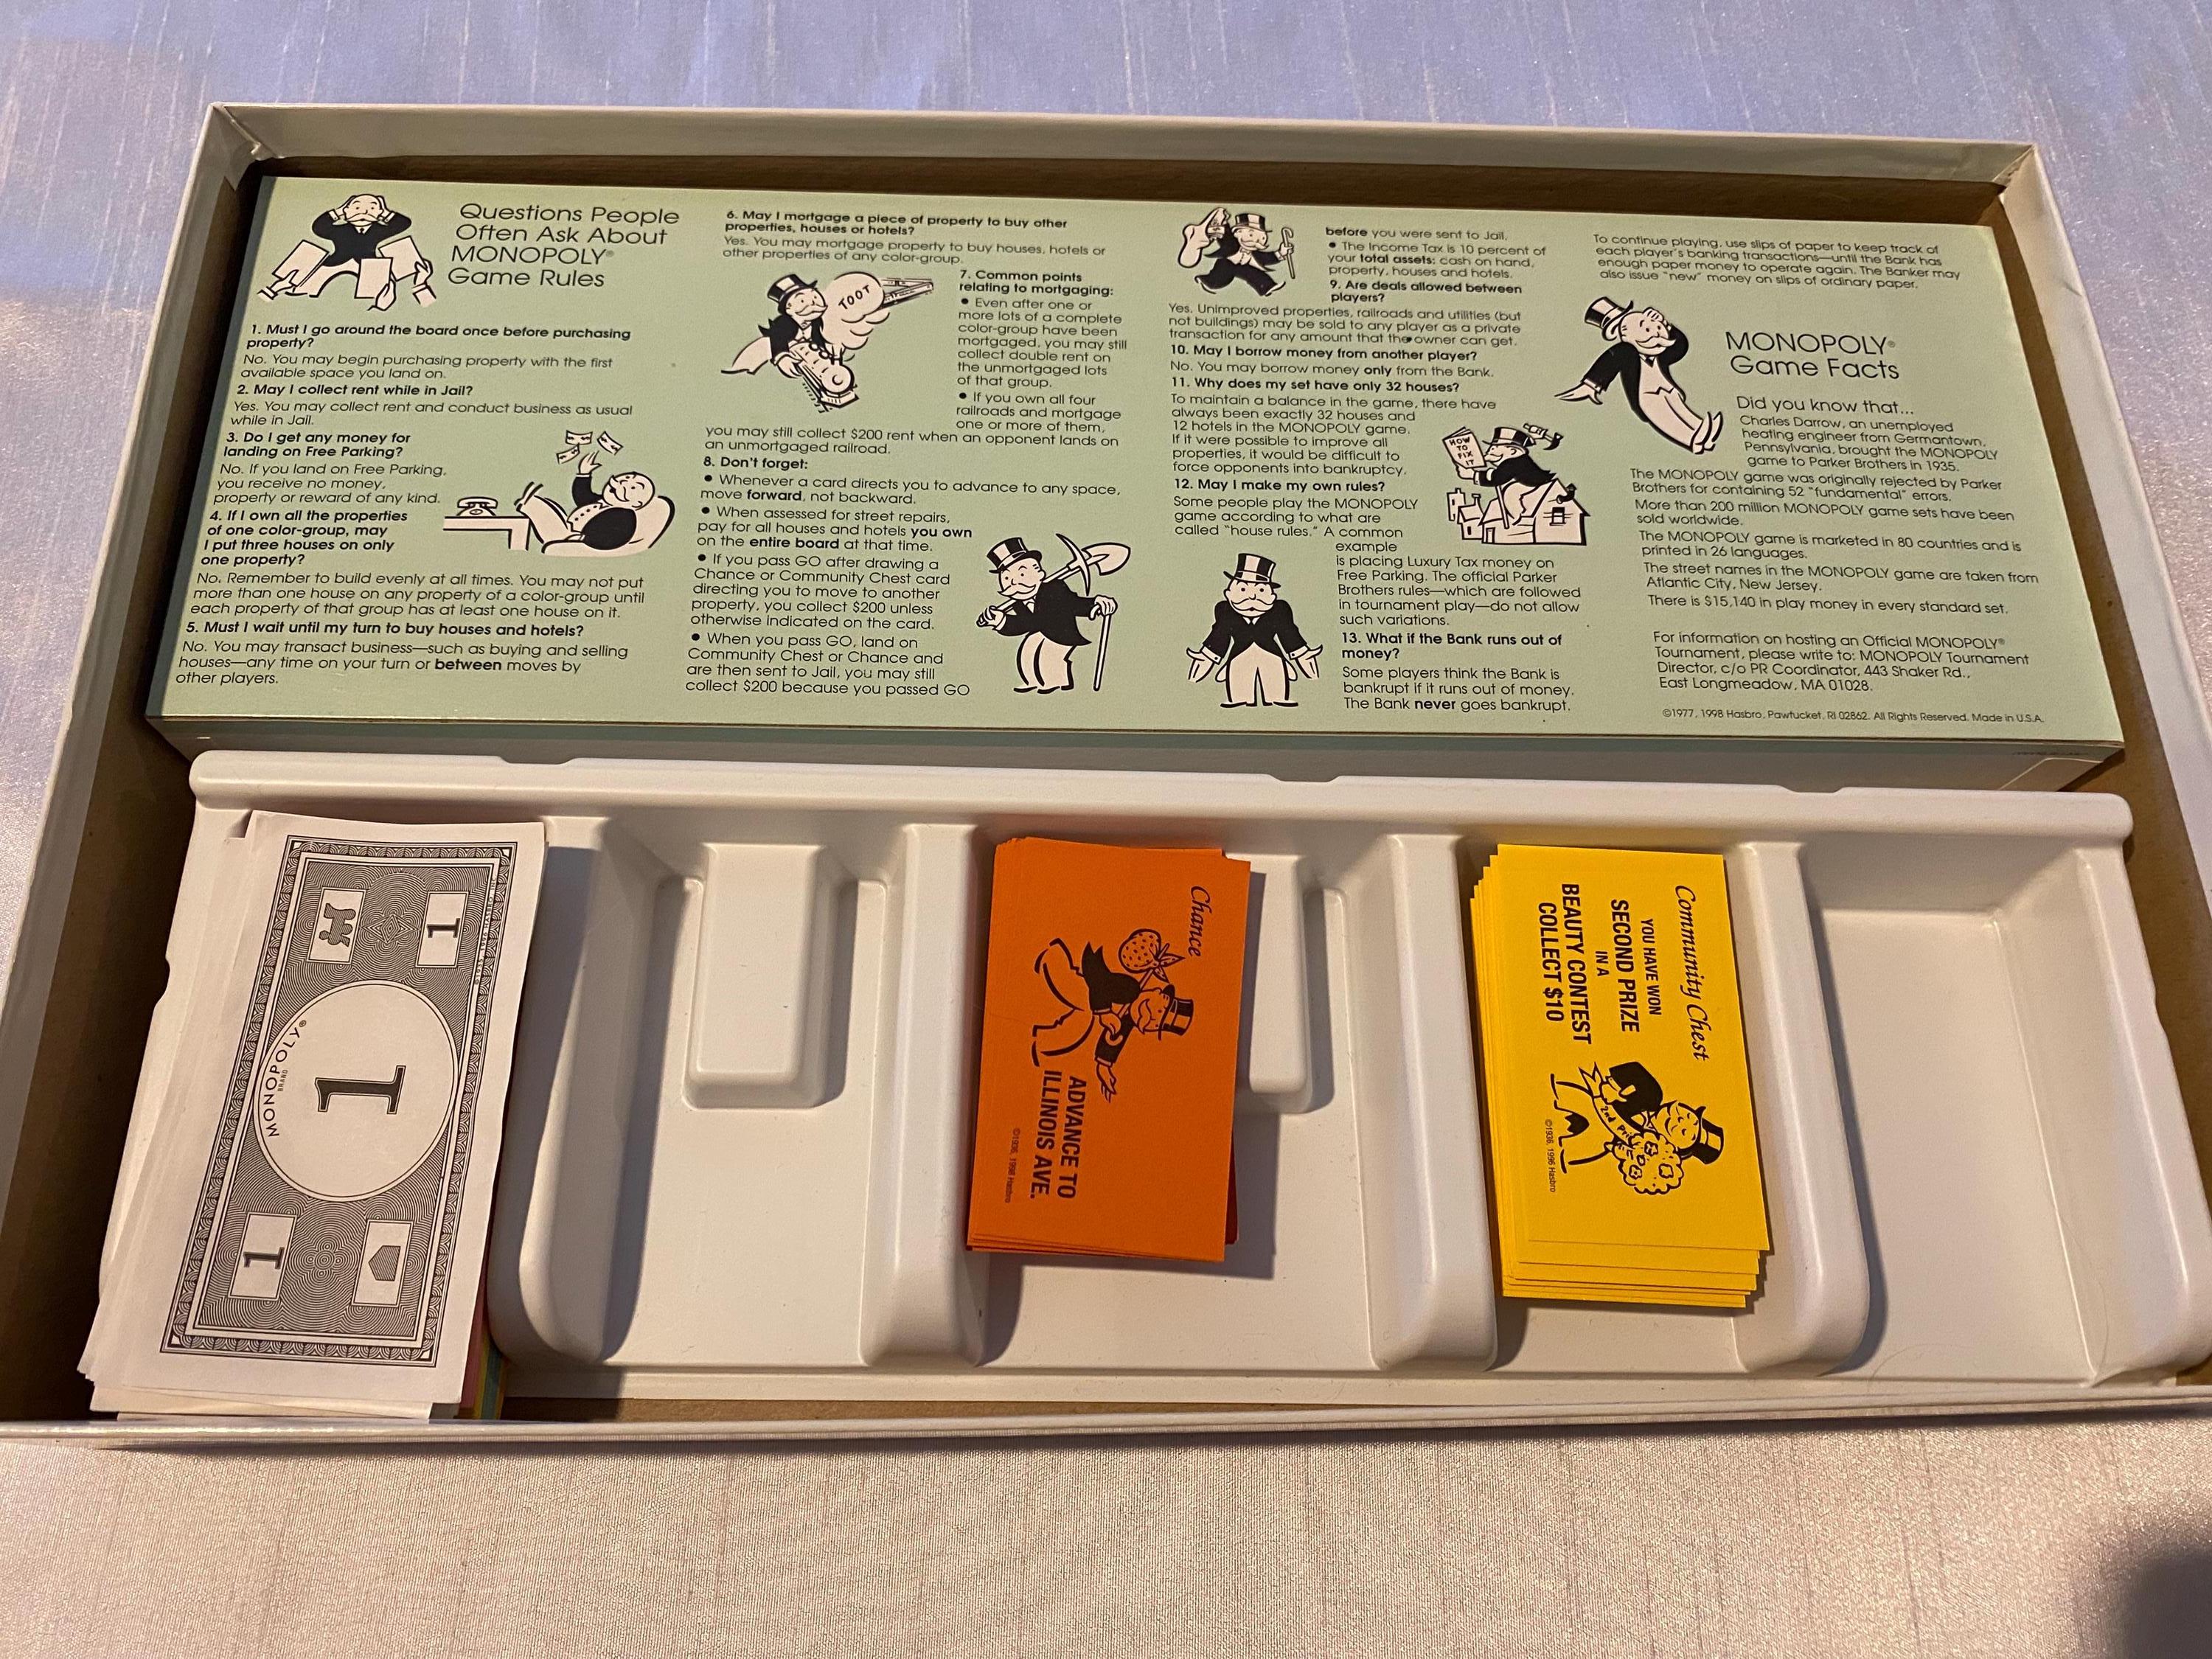 Questions People
Often Ask About
MONOPOLY®
Game Rules
1. Must I go around the board once before purchasing
property?
No. You may begin purchasing property with the first
available space you land on.
2. May I collect rent while in Jail?
Yes. You may collect rent and conduct business as usual
while in Jail.
3. Do I get any money for
landing on Free Parking?
No. If you land on Free Parking,
you receive no money,
property or reward of any kind.
4. If I own all the properties
of one color-group, may
I put three houses on only
one property?
No. Remember to build evenly at all times. You may not put
more than one house on any property of a color-group until
each property of that group has at least one house on it.
5. Must I wait until my turn to buy houses and hotels?
No. You may transact business—such as buying and selling
houses—any time on your turn or between moves by
other players.
6. May I mortgage a piece of property to buy other
properties, houses or hotels?
Yes. You may mortgage property to buy houses, hotels or
other properties of any color-group.
TOOT
7. Common points
relating to mortgaging:
• Even after one or
more lots of a complete
color-group have been
mortgaged, you may still
collect double rent on
the unmortgaged lots
of that group.
• If you own all four
railroads and mortgage
one or more of them,
you may still collect $200 rent when an opponent lands on
an unmortgaged railroad.
8. Don't forget:
• Whenever a card directs you to advance to any space,
move forward, not backward.
• When assessed for street repairs,
pay for all houses and hotels you own
on the entire board at that time.
• If you pass GO after drawing a
Chance or Community Chest card
directing you to move to another
property, you collect $200 unless
otherwise indicated on the card.
• When you pass GO, land on
Community Chest or Chance and
are then sent to Jail, you may still
collect $200 because you passed GO
before you were sent to Jail.
• The Income Tax is 10 percent of
your total assets: cash on hand,
property, houses and hotels.
9. Are deals allowed between
players?
Yes. Unimproved properties, railroads and utilities (but
not buildings) may be sold to any player as a private
transaction for any amount that the owner can get.
10. May I borrow money from another player?
No. You may borrow money only from the Bank.
11. Why does my set have only 32 houses?
To maintain a balance in the game, there have
always been exactly 32 houses and
12 hotels in the MONOPOLY game.
If it were possible to improve all
properties, it would be difficult to
force opponents into bankruptcy.
HOW
TO
FIX
IT
12. May I make my own rules?
Some people play the MONOPOLY
game according to what are
called "house rules." A common
example
is placing Luxury Tax money on
Free Parking. The official Parker
Brothers rules—which are followed
in tournament play—do not allow
such variations.
13. What if the Bank runs out of
money?
Some players think the Bank is
bankrupt if it runs out of money.
The Bank never goes bankrupt.
To continue playing, use slips of paper to keep track of
each player's banking transactions—until the Bank has
enough paper money to operate again. The Banker may
also issue "new" money on slips of ordinary paper.
MONOPOLY®
Game Facts
Did you know that...
Charles Darrow, an unemployed
heating engineer from Germantown,
Pennsylvania, brought the MONOPOLY
game to Parker Brothers in 1935.
The MONOPOLY game was originally rejected by Parker
Brothers for containing 52 "fundamental" errors.
More than 200 million MONOPOLY game sets have been
sold worldwide.
The MONOPOLY game is marketed in 80 countries and is
printed in 26 languages.
The street names in the MONOPOLY game are taken from
Atlantic City, New Jersey.
There is $15,140 in play money in every standard set.
For information on hosting an Official MONOPOLY®
Tournament, please write to: MONOPOLY Tournament
Director, c/o PR Coordinator, 443 Shaker Rd.,
East Longmeadow, MA 01028.
©1977, 1998 Hasbro, Pawtucket, RI 02862. All Rights Reserved. Made in U.S.A.
1
1
MONOPOLY®
BRAND
1
Chance
ADVANCE TO
ILLINOIS AVE.
©1936, 1998 Hasbro
Community Chest
YOU HAVE WON
SECOND PRIZE
IN A
BEAUTY CONTEST
COLLECT $10
2nd Prize
©1936, 1996 Hasbro